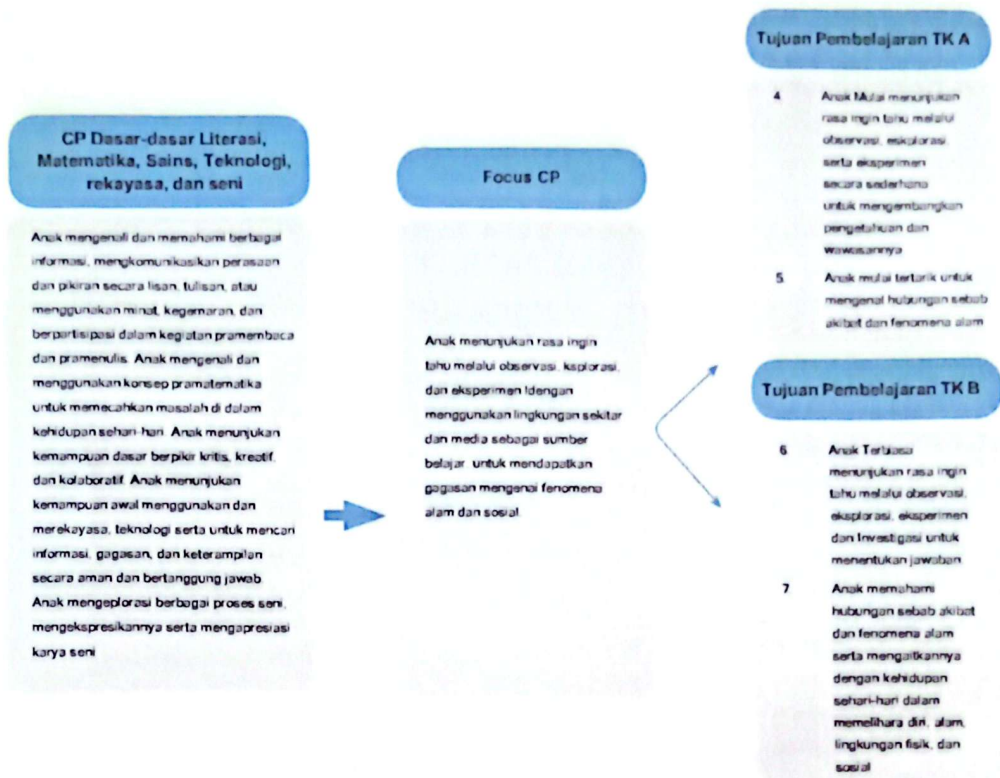 CP Dasar-dasar Literasi,
Matematika, Sains, Teknologi,
rekayasa, dan seni
Anak mengenali dan memahami berbagai
informasi, mengkomunikasikan perasaan
dan pikiran secara lisan, tulisan, atau
menggunakan minat, kegemaran, dan
berpartisipasi dalam kegiatan pramembaca
dan pramenulis. Anak mengenali dan
menggunakan konsep pramatematika
untuk memecahkan masalah di dalam
kehidupan sehari-hari. Anak menunjukan
kemampuan dasar berpikir kritis, kreatif,
dan kolaboratif. Anak menunjukan
kemampuan awal menggunakan dan
merekayasa, teknologi serta untuk mencari
informasi, gagasan, dan keterampilan
secara aman dan bertanggung jawab.
Anak mengeplorasi berbagai proses seni,
mengekspresikannya serta mengapresiasi
karya seni
Focus CP
Anak menunjukan rasa ingin
tahu melalui observasi, ksplorasi,
dan eksperimen ldengan
menggunakan lingkungan sekitar
dan media sebagai sumber
belajar untuk mendapatkan
gagasan mengenai fenomena
alam dan sosial.
Tujuan Pembelajaran TK A
4 Anak Mulai menunjukan
rasa ingin tahu melalui
observasi, eskplorasi,
serta eksperimen
secara sederhana
untuk mengembangkan
pengetahuan dan
wawasannya
5. Anak mulai tertarik untuk
mengenal hubungan sebab
akibat dan fenomena alam
Tujuan Pembelajaran TK B
6 Anak Terbiasa
menunjukan rasa ingin
tahu melalui observasi,
eksplorasi, eksperimen
dan Investigasi untuk
menentukan jawaban
7 Anak memahami
hubungan sebab akibat
dan fenomena alam
serta mengaitkannya
dengan kehidupan
sehari-hari dalam
memelihara diri, alam,
lingkungan fisik, dan
sosial